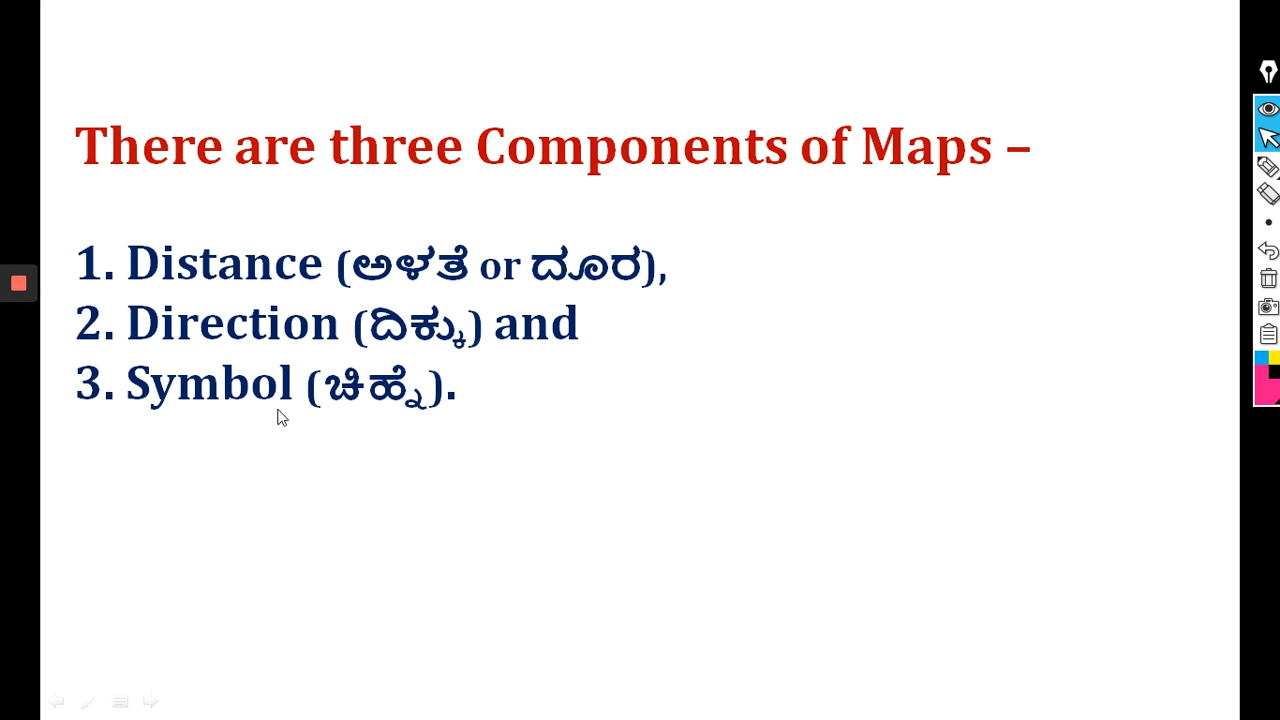 There are three Components of Maps –
1. Distance (ಅಳತೆ or ದೂರ),
2. Direction (ದಿಕ್ಕು) and
3. Symbol (ಚಿಹ್ನೆ).